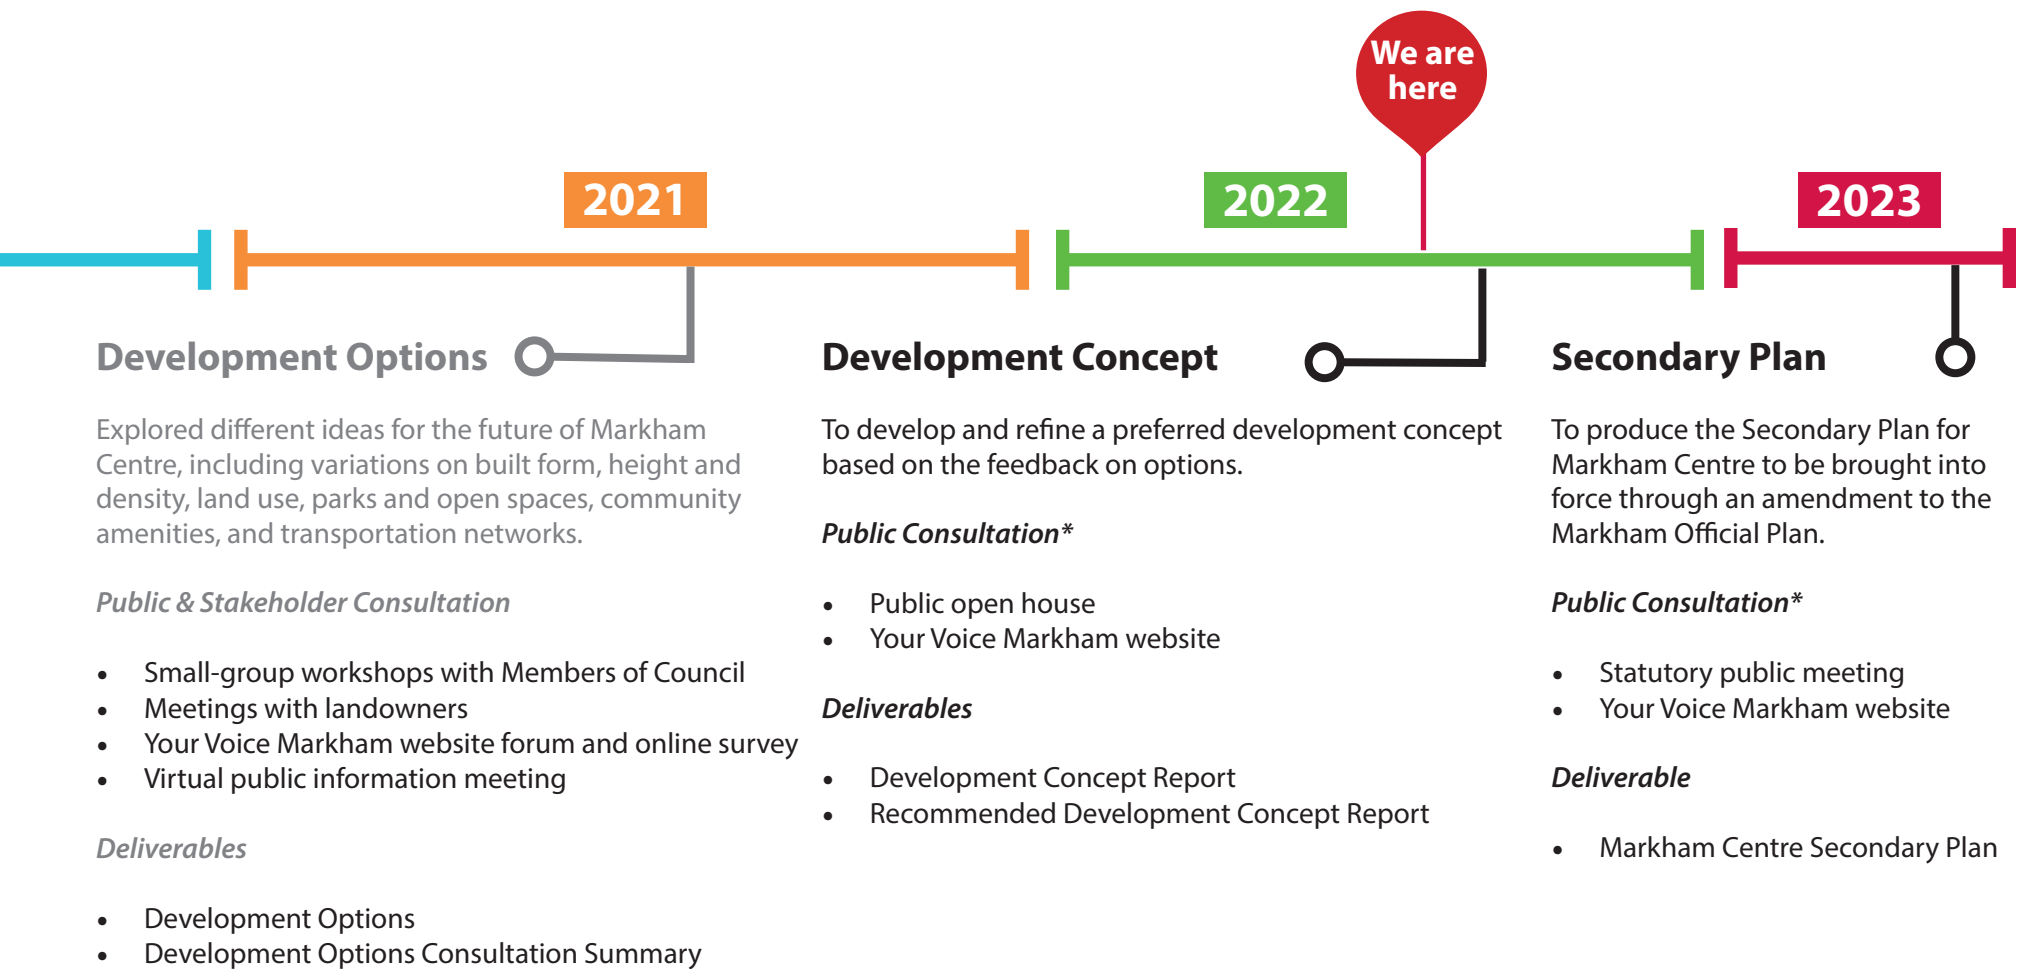 We are
here
2021
2022
2023
Development Options
Explored different ideas for the future of Markham
Centre, including variations on built form, height and
density, land use, parks and open spaces, community
amenities, and transportation networks.
Public & Stakeholder Consultation
• Small-group workshops with Members of Council
• Meetings with landowners
• Your Voice Markham website forum and online survey
• Virtual public information meeting
Deliverables
• Development Options
• Development Options Consultation Summary
Development Concept
To develop and refine a preferred development concept
based on the feedback on options.
Public Consultation*
• Public open house
• Your Voice Markham website
Deliverables
• Development Concept Report
• Recommended Development Concept Report
Secondary Plan
To produce the Secondary Plan for
Markham Centre to be brought into
force through an amendment to the
Markham Official Plan.
Public Consultation*
• Statutory public meeting
• Your Voice Markham website
Deliverable
• Markham Centre Secondary Plan